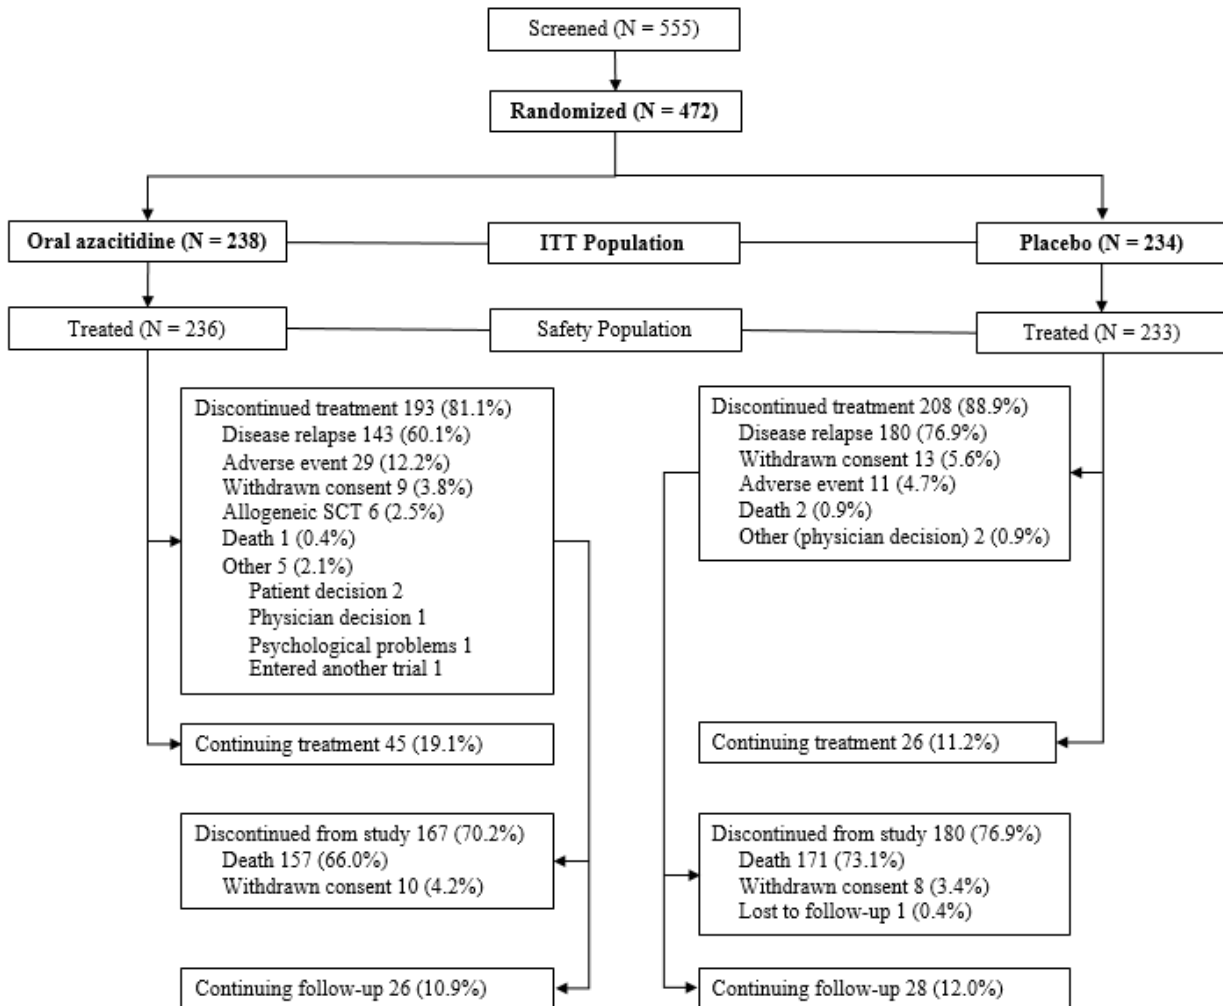 Screened (N = 555)
Randomized (N = 472)
Oral azacitidine (N = 238)
ITT Population
Placebo (N = 234)
Treated (N = 236)
Safety Population
Treated (N = 233)
Discontinued treatment 193 (81.1%)
Disease relapse 143 (60.1%)
Adverse event 29 (12.2%)
Withdrawn consent 9 (3.8%)
Allogeneic SCT 6 (2.5%)
Death 1 (0.4%)
Other 5 (2.1%)
Patient decision 2
Physician decision 1
Psychological problems 1
Entered another trial 1
Discontinued treatment 208 (88.9%)
Disease relapse 180 (76.9%)
Withdrawn consent 13 (5.6%)
Adverse event 11 (4.7%)
Death 2 (0.9%)
Other (physician decision) 2 (0.9%)
Continuing treatment 45 (19.1%)
Continuing treatment 26 (11.2%)
Discontinued from study 167 (70.2%)
Death 157 (66.0%)
Withdrawn consent 10 (4.2%)
Discontinued from study 180 (76.9%)
Death 171 (73.1%)
Withdrawn consent 8 (3.4%)
Lost to follow-up 1 (0.4%)
Continuing follow-up 26 (10.9%)
Continuing follow-up 28 (12.0%)